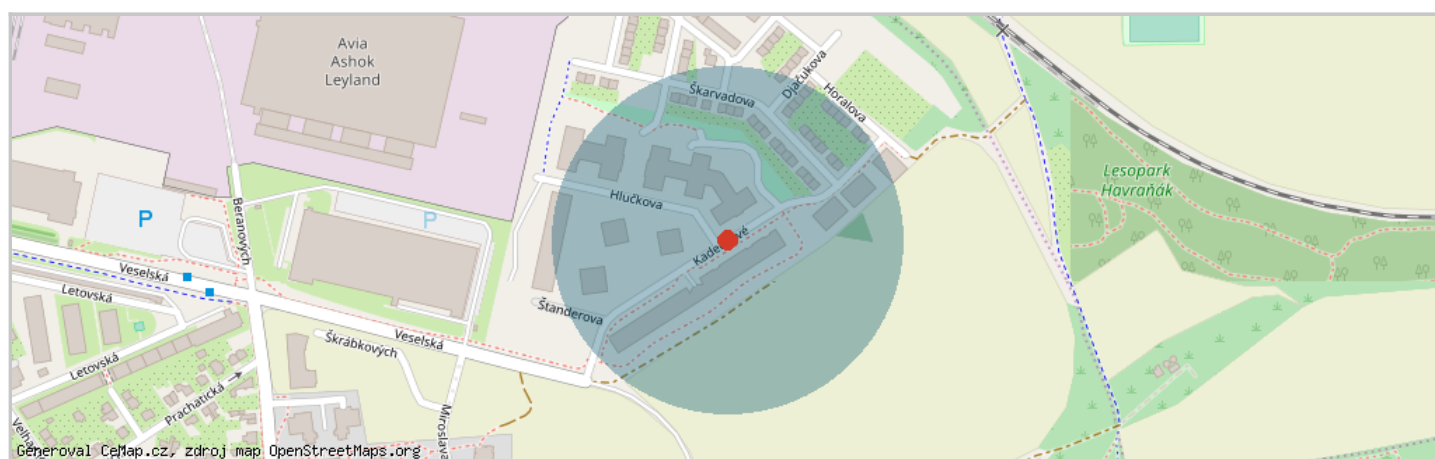 Avia
Ashok
Leyland
Škarvadova
Djačukova
Horalova
Lesopark
Havraňák
Hlučkova
P
P
Beranových
Veselská
Letovská
Štanderova
Veselská
Škrábkových
Letovská
Prachatická
Miroslava
Generoval CeMap.cz, zdroj map OpenStreetMaps.org